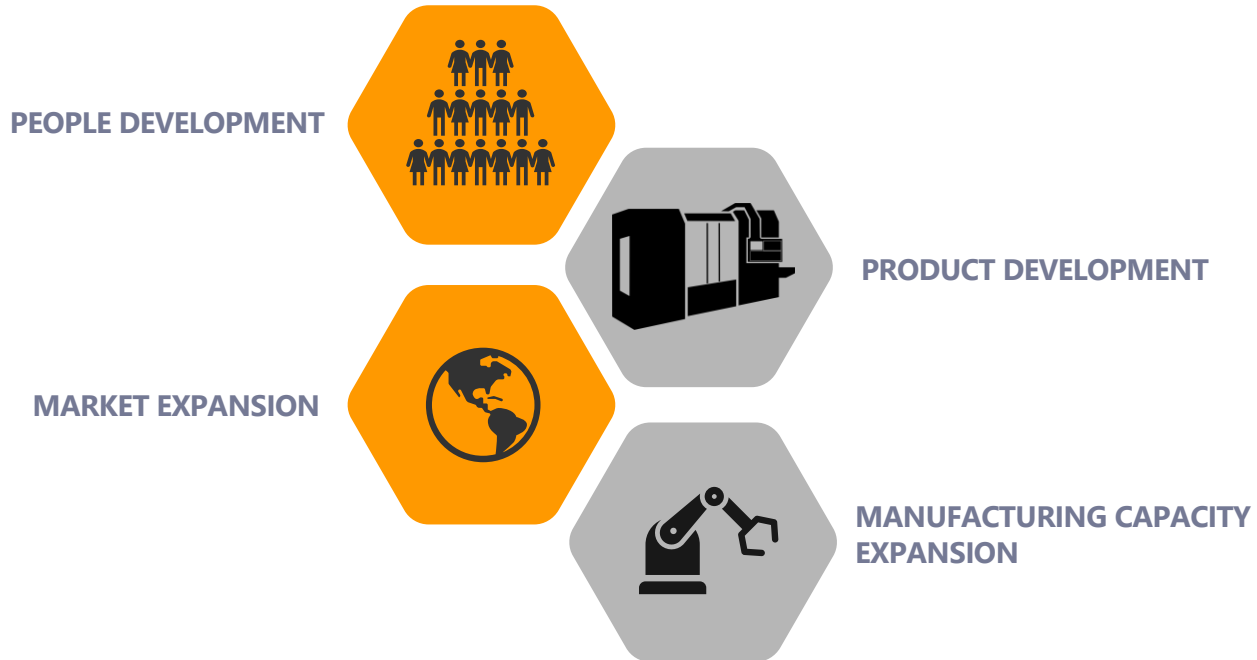 PEOPLE DEVELOPMENT
PRODUCT DEVELOPMENT
MARKET EXPANSION
MANUFACTURING CAPACITY
EXPANSION